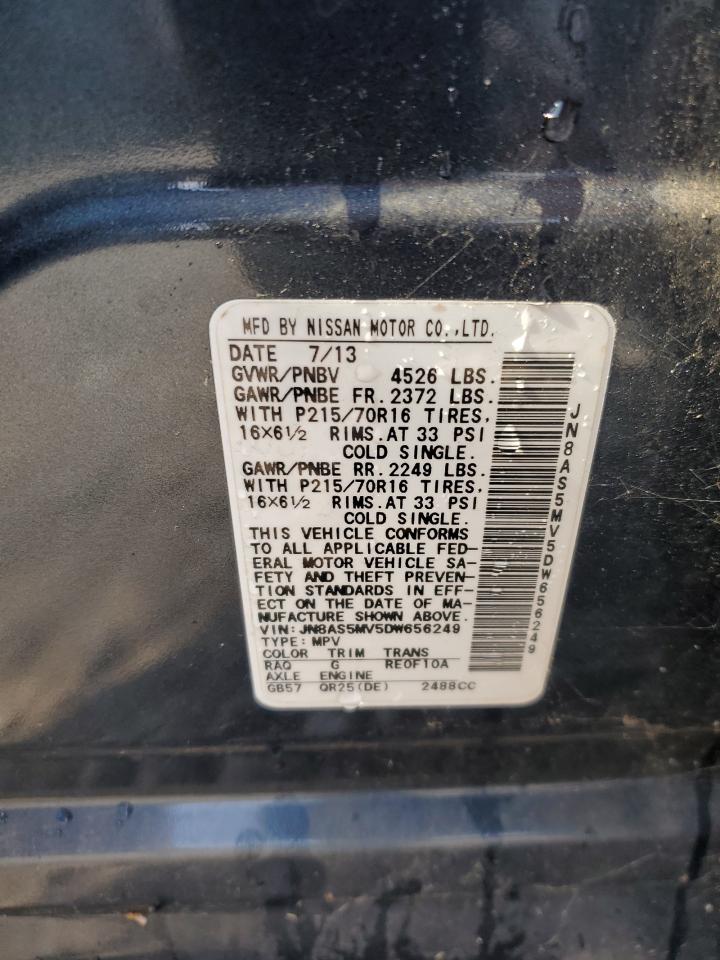 MFD BY NISSAN MOTOR CO.,LTD.
DATE 7/13
GVWR/PNBV 4526 LBS.
GAWR/PNBE FR. 2372 LBS.
WITH P215/70R16 TIRES,
16×6½ RIMS.AT 33 PSI
COLD SINGLE.
GAWR/PNBE RR. 2249 LBS.
WITH P215/70R16 TIRES,
16×6½ RIMS.AT 33 PSI
COLD SINGLE.
THIS VEHICLE CONFORMS
TO ALL APPLICABLE FED-
ERAL MOTOR VEHICLE SA-
FETY AND THEFT PREVEN-
TION STANDARDS IN EFF-
ECT ON THE DATE OF MA-
NUFACTURE SHOWN ABOVE.
VIN: JN8AS5MV5DW656249
TYPE: MPV
COLOR TRIM TRANS
RAQ G RE0F10A
AXLE ENGINE
GB57 QR25(DE) 2488CC
JN8AS5MV5DW656249